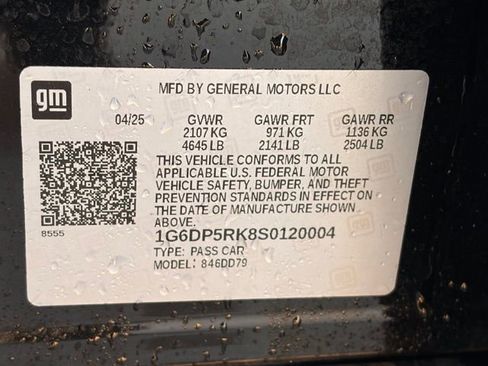 gm
MFD BY GENERAL MOTORS LLC
04/25 GVWR GAWR FRT GAWR RR
2107 KG 971 KG 1136 KG
4645 LB 2141 LB 2504 LB
THIS VEHICLE CONFORMS TO ALL
APPLICABLE U.S. FEDERAL MOTOR
VEHICLE SAFETY, BUMPER, AND THEFT
PREVENTION STANDARDS IN EFFECT ON
THE DATE OF MANUFACTURE SHOWN
ABOVE.
8555
1G6DP5RK8S0120004
TYPE: PASS CAR
MODEL: 846DD79